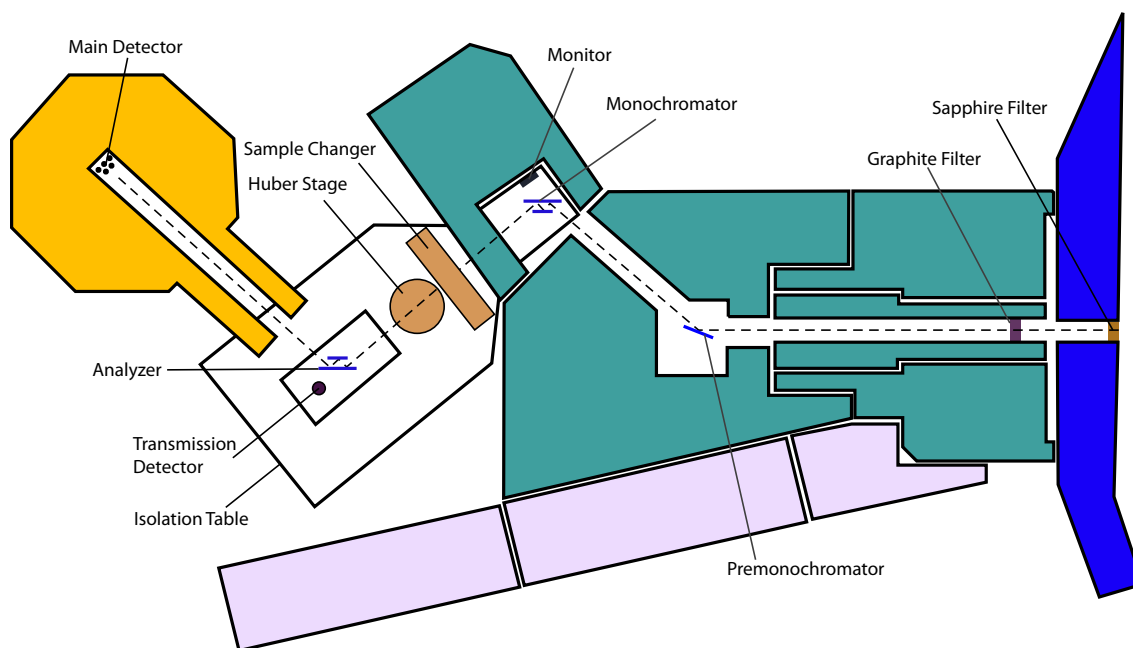 Main Detector
Monitor
Monochromator
Sapphire Filter
Sample Changer
Graphite Filter
Huber Stage
Analyzer
Transmission
Detector
Isolation Table
Premonochromator